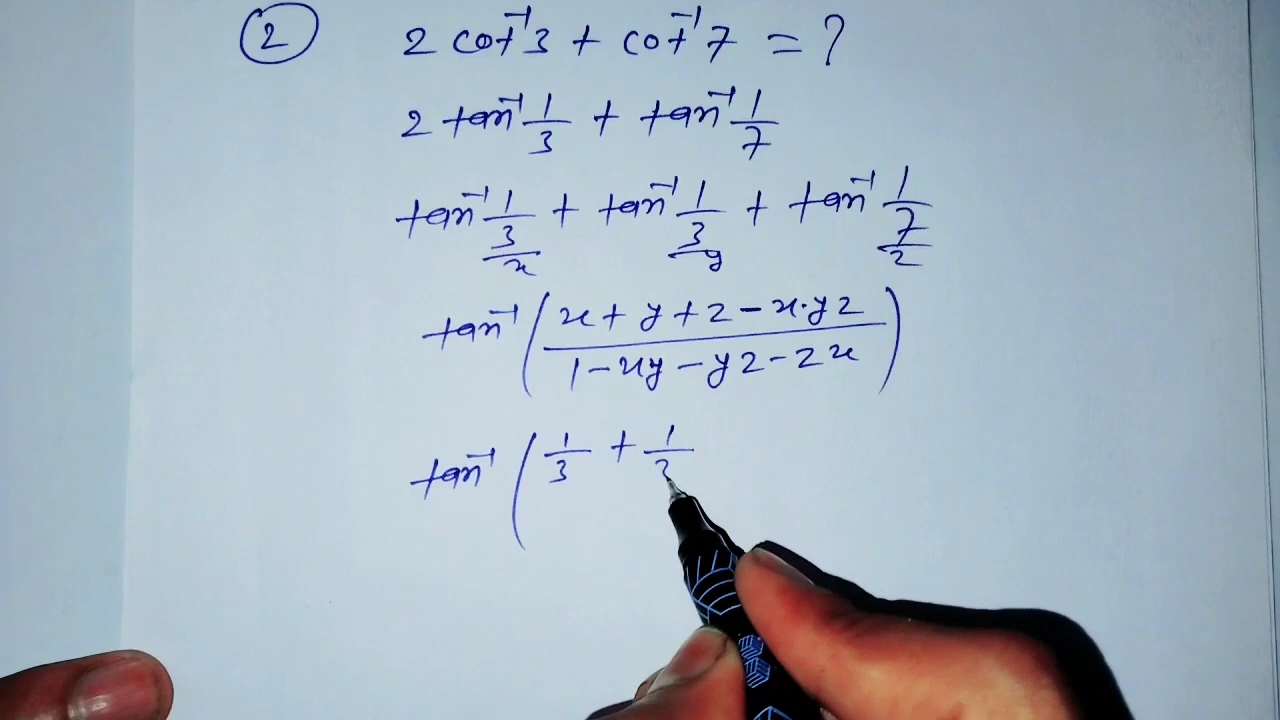 ② 2 cot⁻¹3 + cot⁻¹7 = ?
2 tan⁻¹ 1/3 + tan⁻¹ 1/7
tan⁻¹ 1/3 + tan⁻¹ 1/3 + tan⁻¹ 1/7
x y z
tan⁻¹ ( (x + y + z - x·yz) / (1 - xy - yz - zx) )
tan⁻¹ ( 1/3 + 1/3